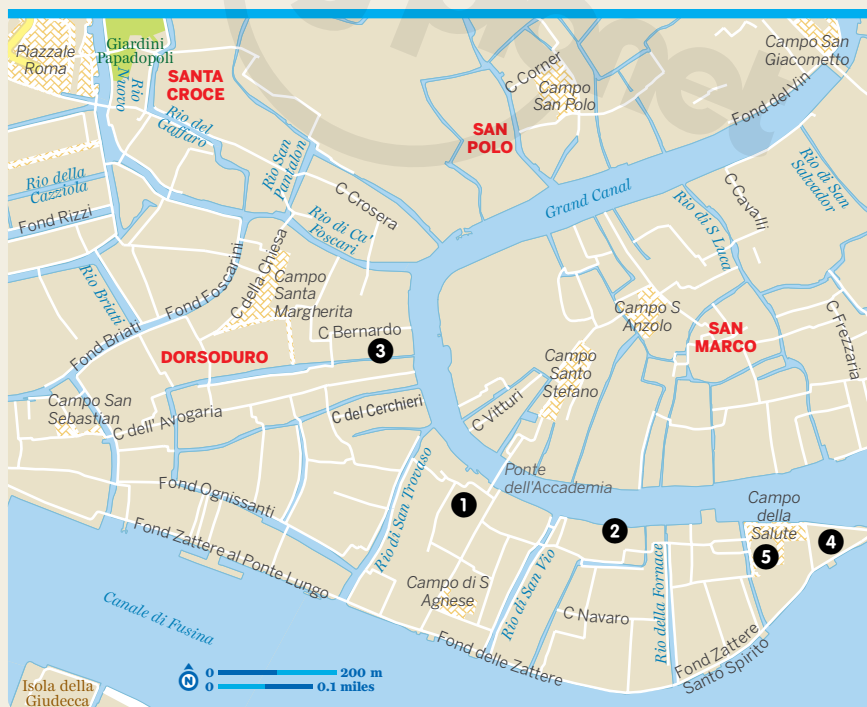 Piazzale
Roma
Giardini
Papadopoli
Rio
Nuovo
SANTA
CROCE
Rio del
Gaffaro
Rio San
Pantalon
C Crosera
Rio di Ca'
Foscari
SAN
POLO
C Corner
Campo
San Polo
Campo San
Giacometto
Fond del Vin
Grand Canal
Rio di San
Salvador
C Cavalli
Rio di S Luca
Rio della
Cazziola
Fond Rizzi
Rio Briati
Fond Briati
Fond Foscarini
C della Chiesa
Campo
Santa
Margherita
C Bernardo
3
DORSODURO
Campo S
Anzolo
SAN
MARCO
C Frezzaria
Campo
Santo
Stefano
C Vitturi
Campo San
Sebastian
C dell' Avogaria
C del Cerchieri
Ponte
dell'Accademia
Fond Ognissanti
Rio di San Trovaso
1
2
Campo
della
Salute
5
4
Fond Zattere al Ponte Lungo
Campo di S
Agnese
Rio di San Vio
C Navaro
Rio della Fornace
Fond Zattere
Santo Spirito
Fond delle Zattere
Canale di Fusina
N
0 200 m
0 0.1 miles
Isola della
Giudecca